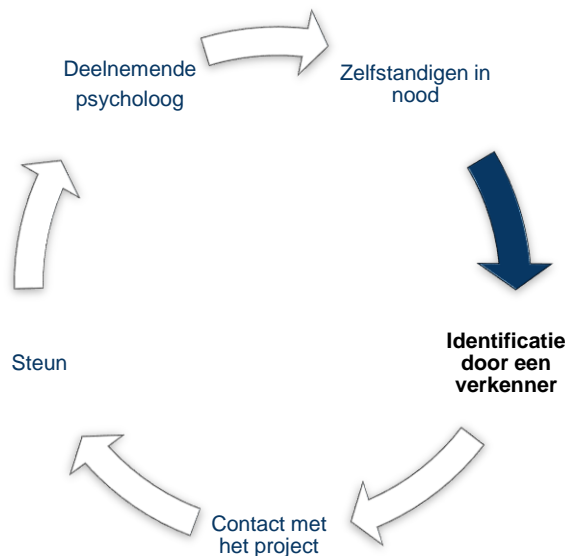 Deelnemende
psycholoog
Zelfstandigen in
nood
Identificatie
door een
verkenner
Contact met
het project
Steun